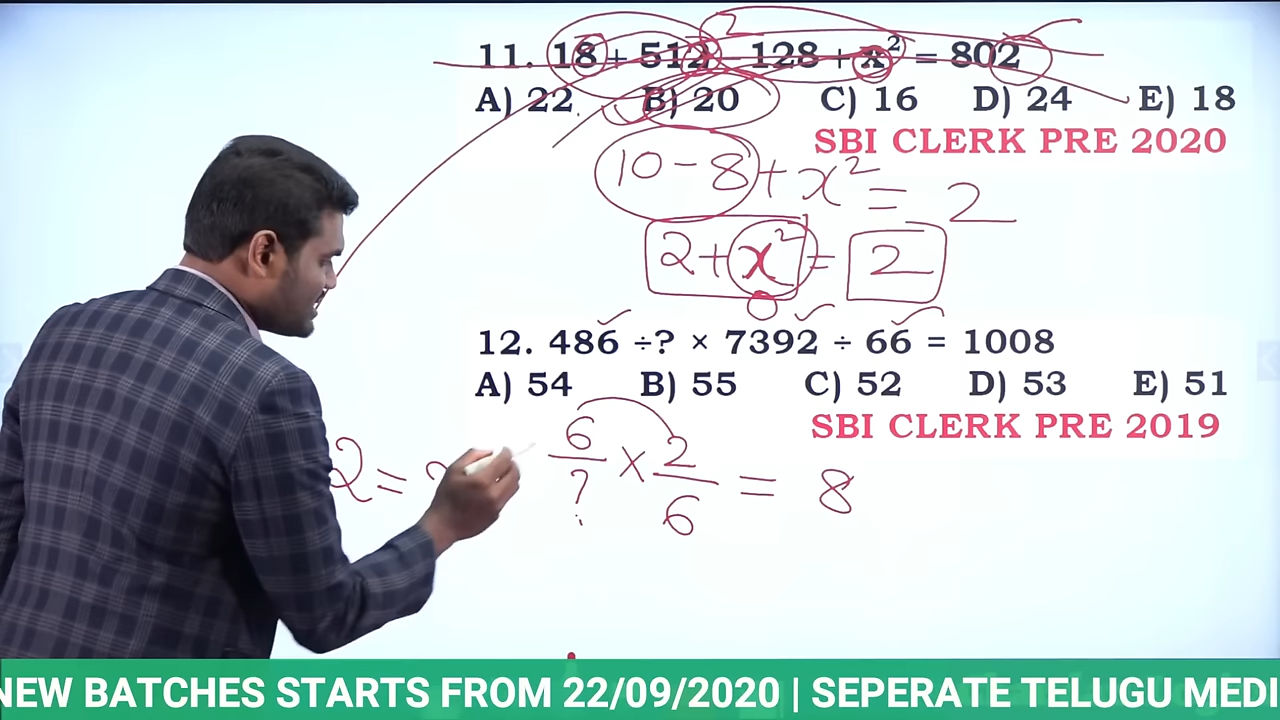 11. 18 + 512 - 128 + x² = 802
A) 22 B) 20 C) 16 D) 24 E) 18
SBI CLERK PRE 2020
10 - 8 + x² = 2
2 + x² = 2
12. 486 ÷? × 7392 ÷ 66 = 1008
A) 54 B) 55 C) 52 D) 53 E) 51
SBI CLERK PRE 2019
6/? × 2/6 = 8
2 =
NEW BATCHES STARTS FROM 22/09/2020 | SEPERATE TELUGU MEDI